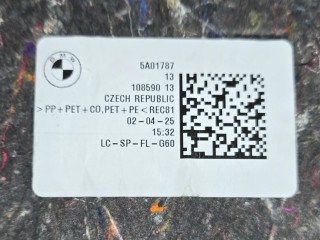 BMW
5A01787
13
108590 13
CZECH REPUBLIC
>PP+PET+CO,PET+PE<REC81
02-04-25
15:32
LC-SP-FL-G60